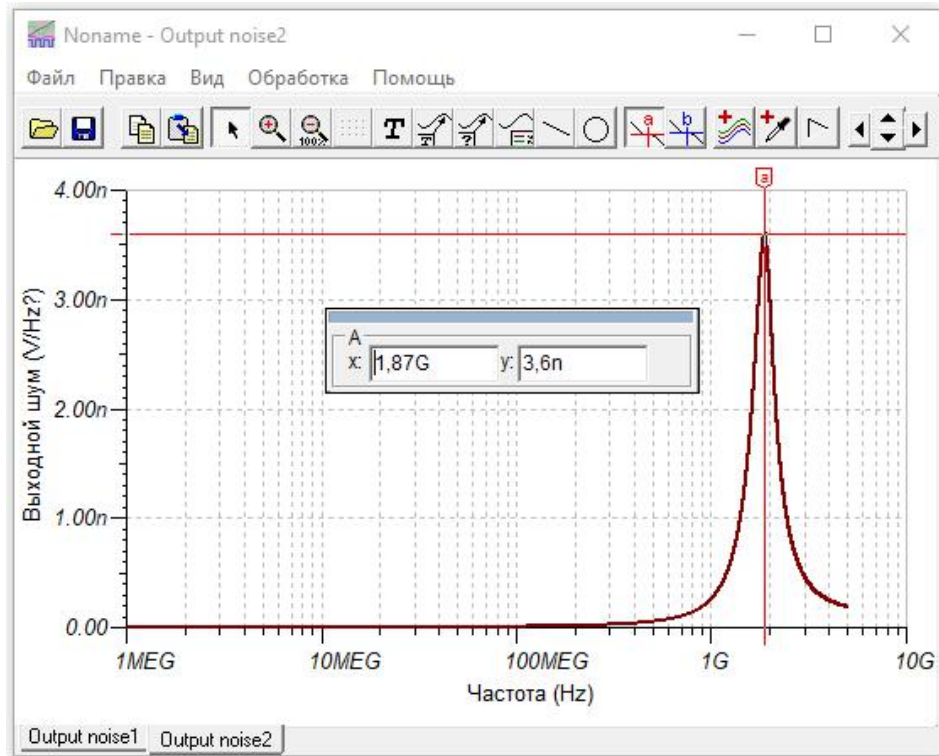 Noname - Output noise2
Файл Правка Вид Обработка Помощь
100% T T ? a b
a
4.00n
3.00n
2.00n
1.00n
0.00
Выходной шум (V/Hz?)
A
x: 1,87G y: 3,6n
1MEG 10MEG 100MEG 1G 10G
Частота (Hz)
Output noise1 Output noise2